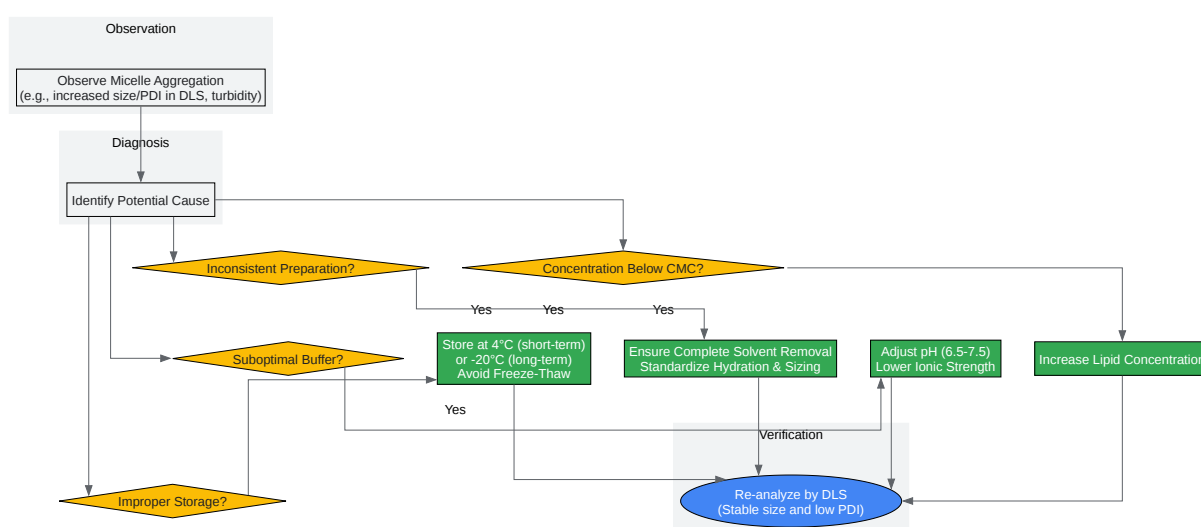 Observation
Observe Micelle Aggregation
(e.g., increased size/PDI in DLS, turbidity)
Diagnosis
Identify Potential Cause
Inconsistent Preparation?
Concentration Below CMC?
Yes
Yes
Yes
Suboptimal Buffer?
Store at 4°C (short-term)
or -20°C (long-term)
Avoid Freeze-Thaw
Ensure Complete Solvent Removal
Standardize Hydration & Sizing
Adjust pH (6.5-7.5)
Lower Ionic Strength
Increase Lipid Concentration
Yes
Verification
Improper Storage?
Re-analyze by DLS
(Stable size and low PDI)